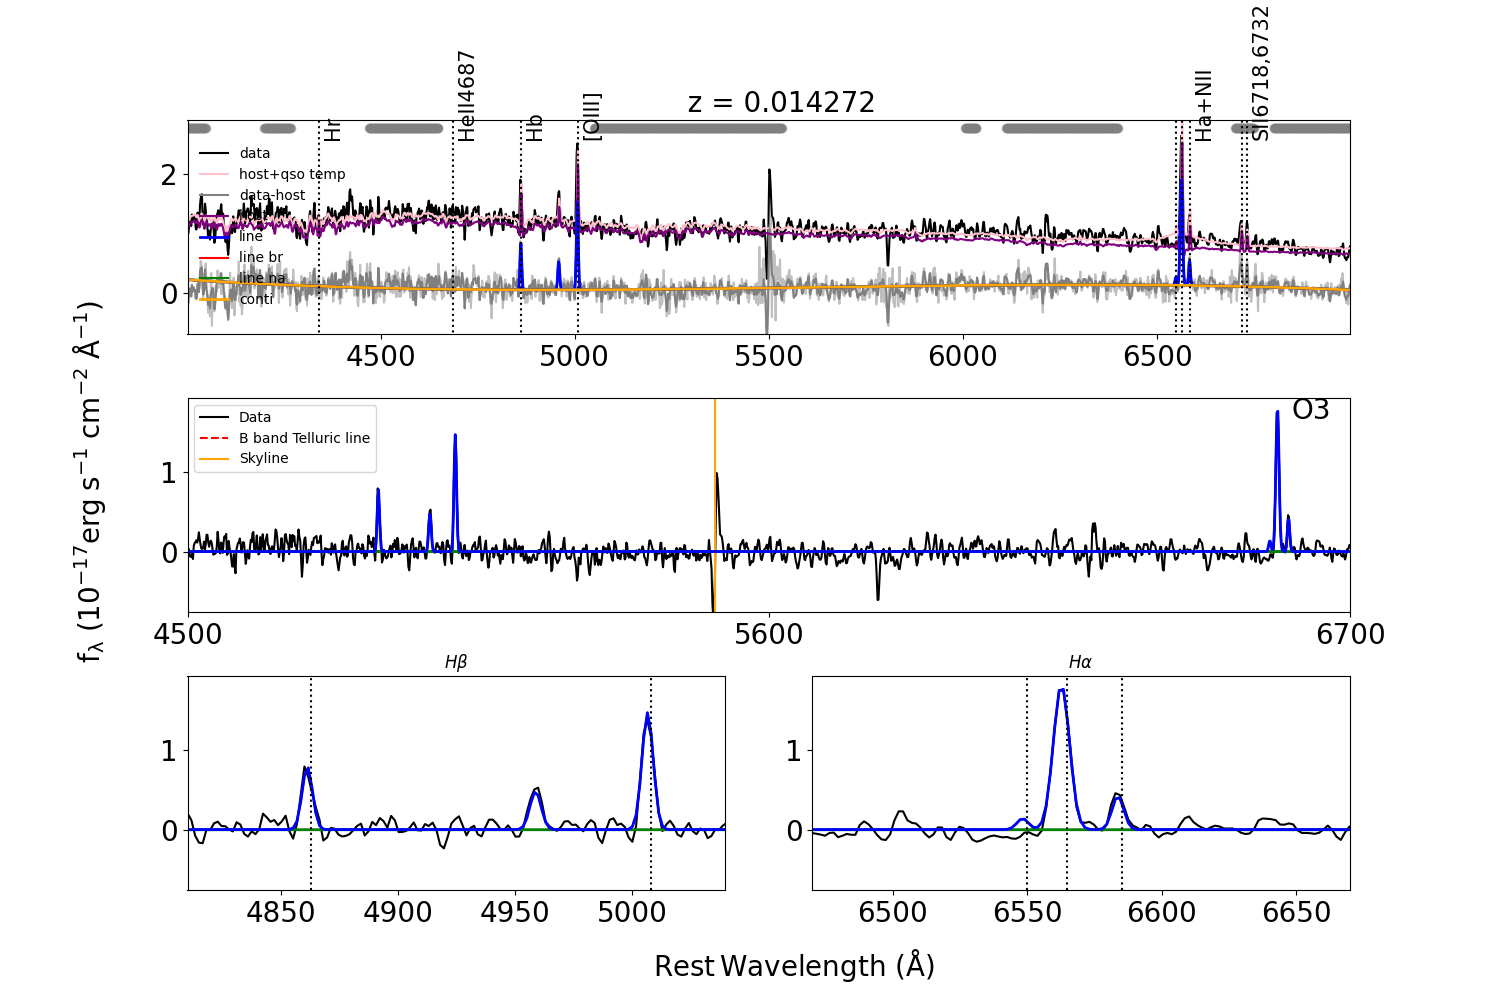 z = 0.014272
Hr
HeII4687
Hb
[OIII]
Ha+NII
SII6718,6732
data
host+qso temp
data-host
line
line br
line na
conti
2
1
0
4500 5000 5500 6000 6500
fλ (10⁻¹⁷erg s⁻¹ cm⁻² Å⁻¹)
O3
Data
B band Telluric line
Skyline
1
0
4500 5600 6700
Hβ
1
0
4850 4900 4950 5000
Hα
1
0
6500 6550 6600 6650
Rest Wavelength (Å)